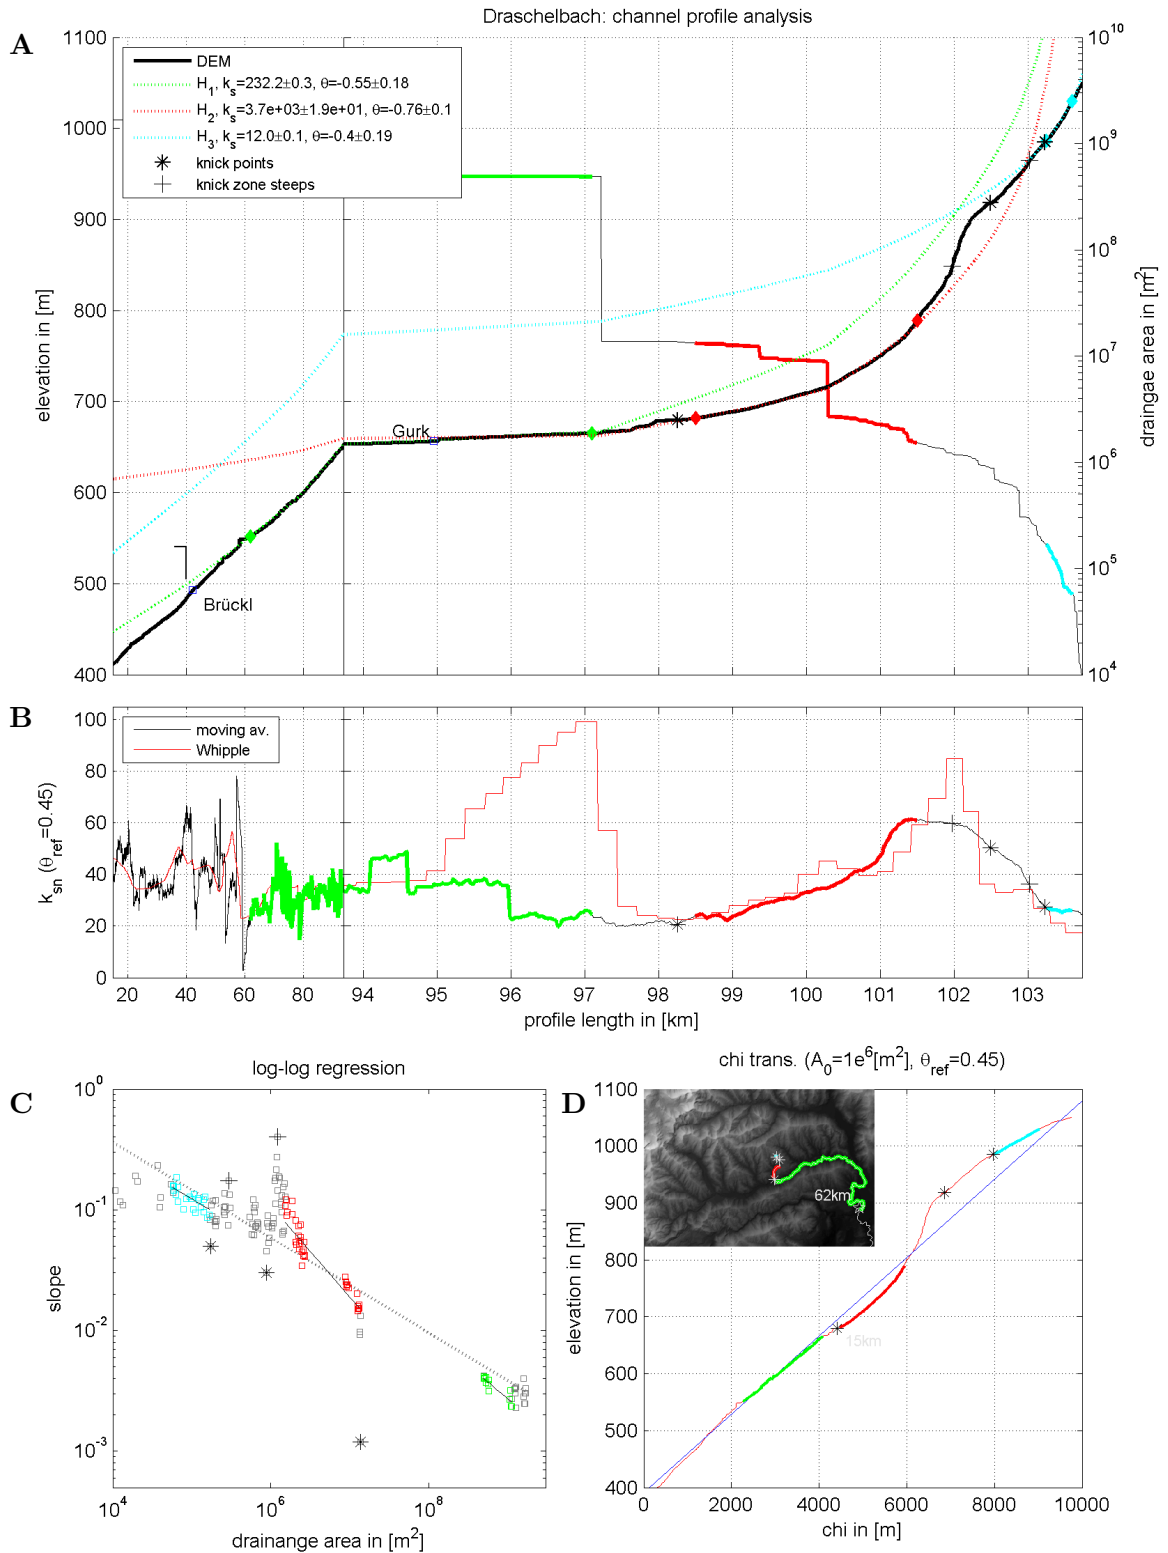 Draschelbach: channel profile analysis
A
1100
1000
900
800
700
600
500
400
elevation in [m]
DEM
H1, ks=232.2±0.3, θ=-0.55±0.18
H2, ks=3.7e+03±1.9e+01, θ=-0.76±0.1
H3, ks=12.0±0.1, θ=-0.4±0.19
knick points
knick zone steeps
Gurk
Brückl
10^10
10^9
10^8
10^7
10^6
10^5
10^4
draingae area in [m^2]
B
100
80
60
40
20
0
ksn (θref=0.45)
moving av.
Whipple
20 40 60 80 94 95 96 97 98 99 100 101 102 103
profile length in [km]
log-log regression
C
10^0
10^-1
10^-2
10^-3
slope
10^4 10^6 10^8
drainange area in [m^2]
chi trans. (A0=1e^6[m^2], θref=0.45)
D
1100
1000
900
800
700
600
500
400
elevation in [m]
62km
15km
0 2000 4000 6000 8000 10000
chi in [m]